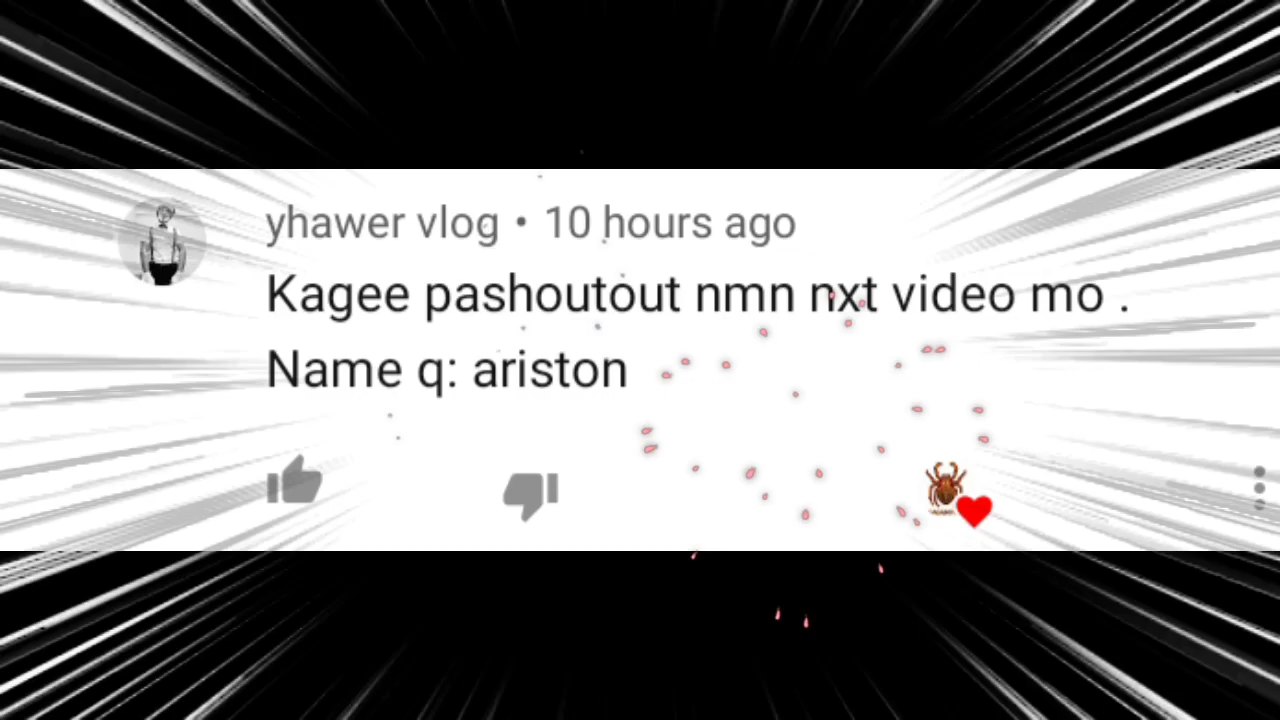 yhawer vlog • 10 hours ago
Kagee pashoutout nmn nxt video mo .
Name q: ariston